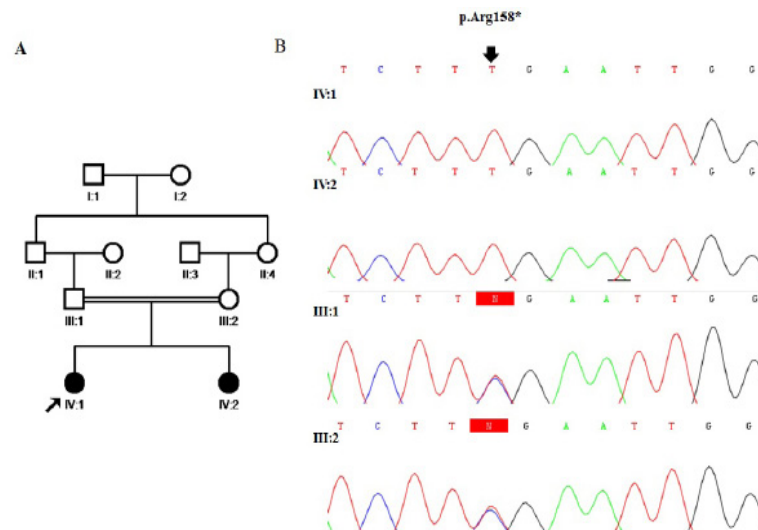 p.Arg158*
A
B
T C T T T G A A T T G G
IV:1
T C T T T G A A T T G G
IV:2
T C T T N G A A T T G G
III:1
T C T T N G A A T T G G
III:2
I:1 I:2
II:1 II:2 II:3 II:4
III:1 III:2
IV:1 IV:2